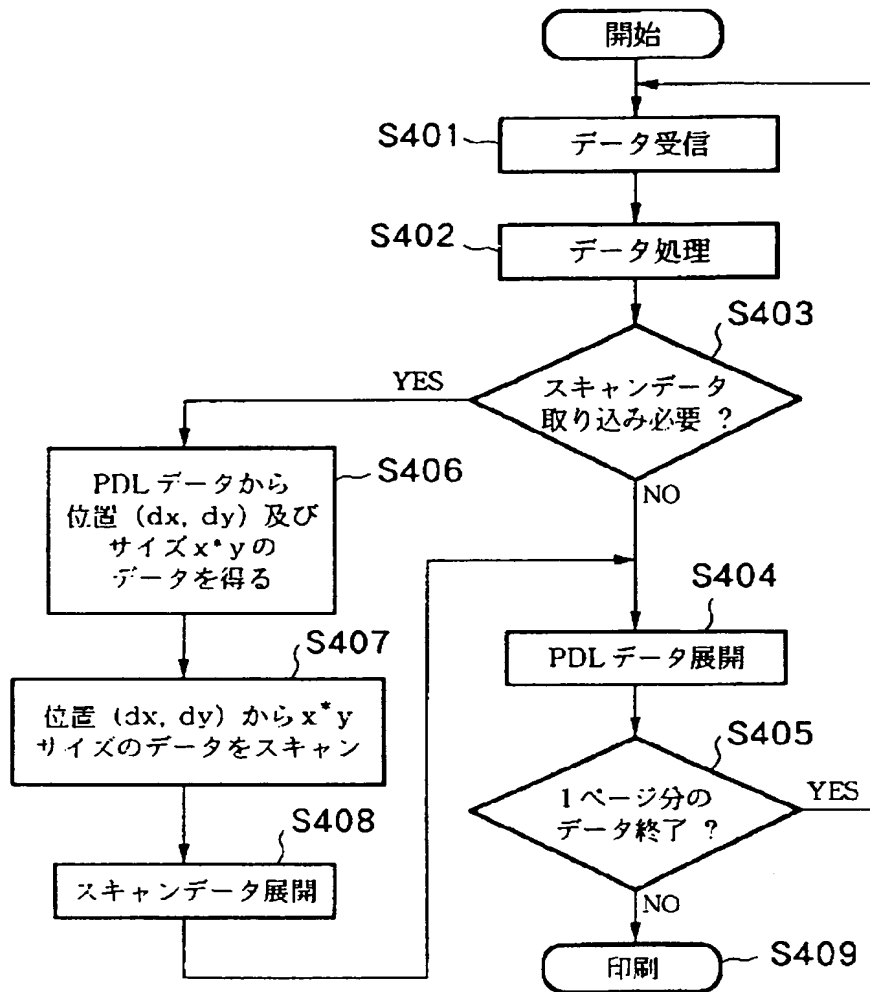 開始
S401
データ受信
S402
データ処理
S403
スキャンデータ
取り込み必要 ?
YES
NO
S406
PDLデータから
位置 (dx, dy) 及び
サイズx*yの
データを得る
S407
位置 (dx, dy) からx*y
サイズのデータをスキャン
S408
スキャンデータ展開
S404
PDLデータ展開
S405
1ページ分の
データ終了 ?
YES
NO
印刷
S409